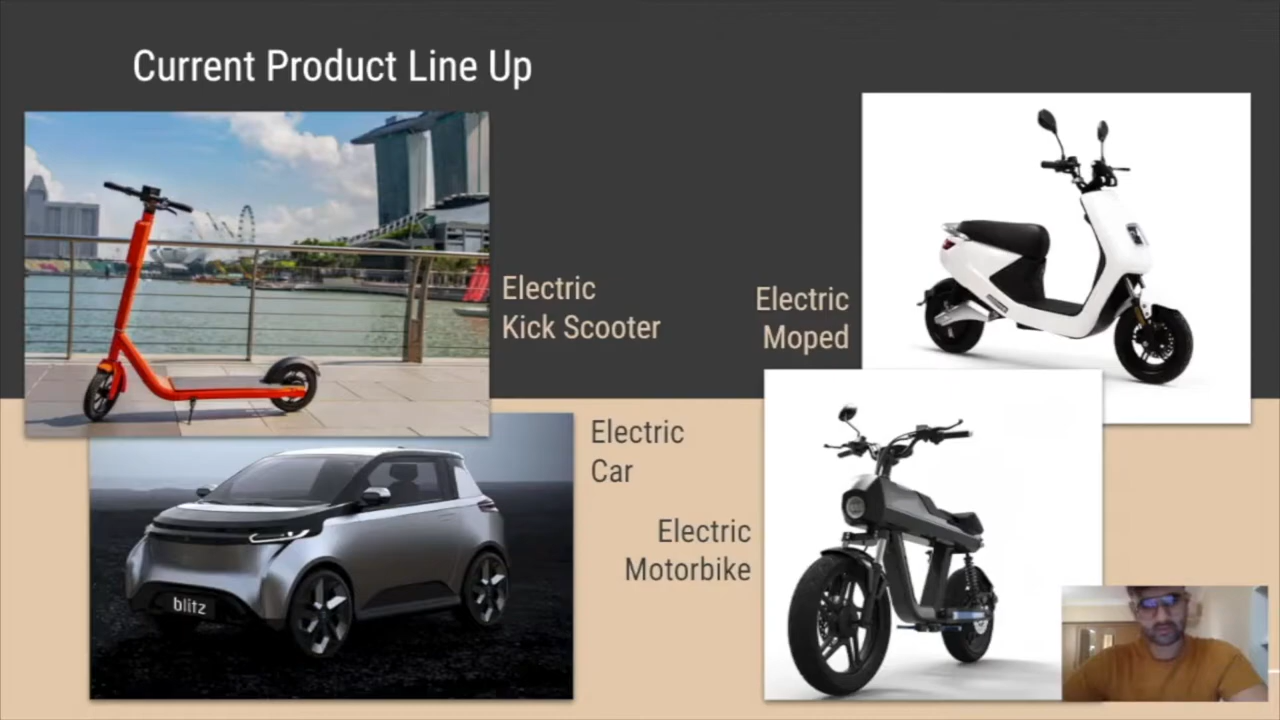 Current Product Line Up
Electric
Kick Scooter
Electric
Moped
Electric
Car
Electric
Motorbike
blitz